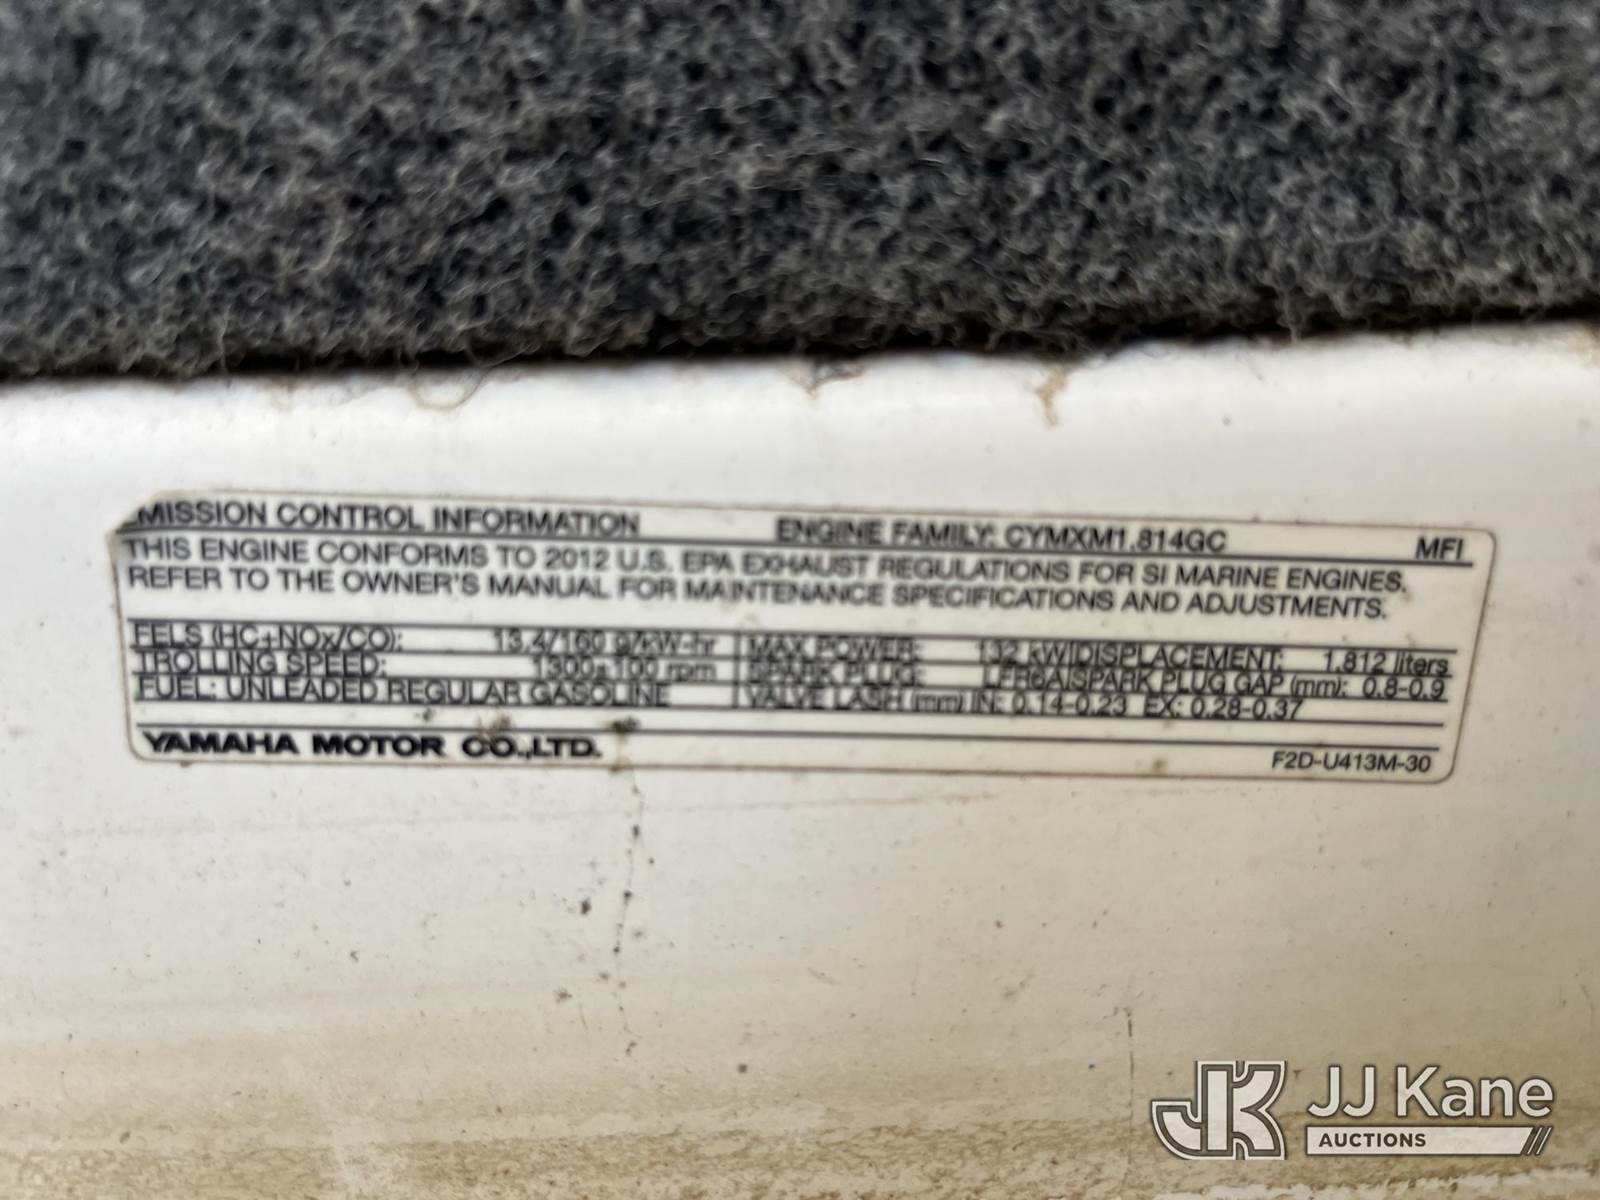 EMISSION CONTROL INFORMATION ENGINE FAMILY: CYMXM1.814GC MFI
THIS ENGINE CONFORMS TO 2012 U.S. EPA EXHAUST REGULATIONS FOR SI MARINE ENGINES.
REFER TO THE OWNER'S MANUAL FOR MAINTENANCE SPECIFICATIONS AND ADJUSTMENTS.
FELS (HC+NOx/CO): 13.4/160 g/kW-hr MAX POWER: 132 kW DISPLACEMENT: 1.812 liters
TROLLING SPEED: 1300±100 rpm SPARK PLUG: LFR6A SPARK PLUG GAP (mm): 0.8-0.9
FUEL: UNLEADED REGULAR GASOLINE VALVE LASH (mm) IN: 0.14-0.23 EX: 0.28-0.37
YAMAHA MOTOR CO.,LTD. F2D-U413M-30
JK JJ Kane
AUCTIONS